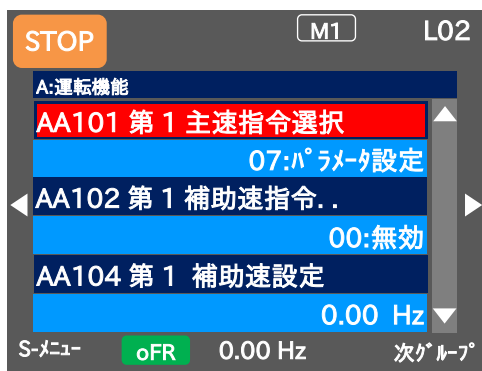 STOP M1 L02
A:運転機能
AA101 第 1 主速指令選択
07:ﾊﾟﾗﾒｰﾀ設定
AA102 第 1 補助速指令. .
00:無効
AA104 第 1 補助速設定
0.00 Hz
S-ﾒﾆｭｰ oFR 0.00 Hz 次ｸﾞﾙｰﾌﾟ